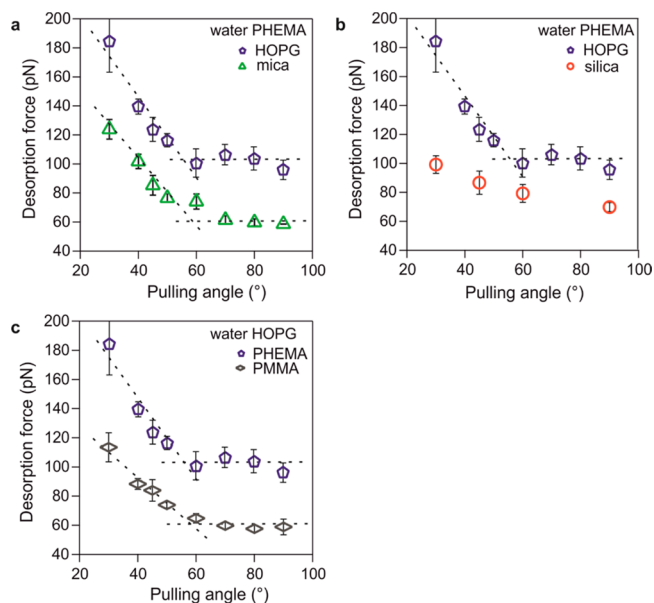 a
water PHEMA
HOPG
mica
Desorption force (pN)
200
180
160
140
120
100
80
60
40
20 40 60 80 100
Pulling angle (°)
b
water PHEMA
HOPG
silica
Desorption force (pN)
200
180
160
140
120
100
80
60
40
20 40 60 80 100
Pulling angle (°)
c
water HOPG
PHEMA
PMMA
Desorption force (pN)
200
180
160
140
120
100
80
60
40
20 40 60 80 100
Pulling angle (°)